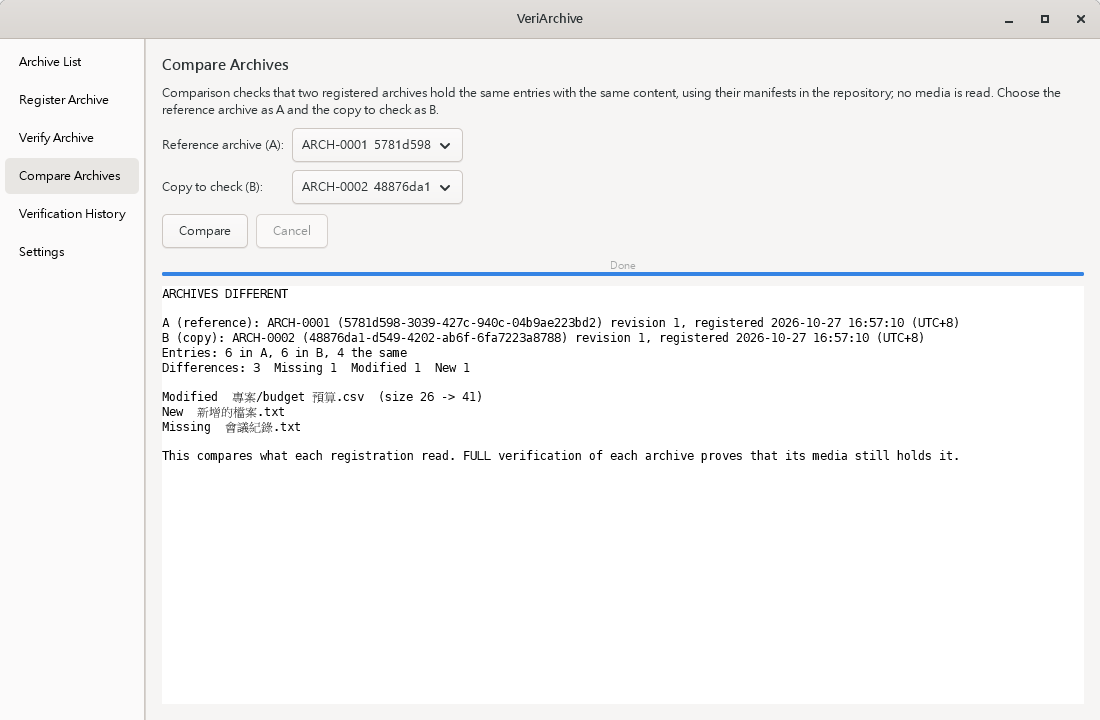 VeriArchive
Archive List
Register Archive
Verify Archive
Compare Archives
Verification History
Settings
Compare Archives
Comparison checks that two registered archives hold the same entries with the same content, using their manifests in the repository; no media is read. Choose the
reference archive as A and the copy to check as B.
Reference archive (A): ARCH-0001 5781d598
Copy to check (B): ARCH-0002 48876da1
Compare Cancel
Done
ARCHIVES DIFFERENT
A (reference): ARCH-0001 (5781d598-3039-427c-940c-04b9ae223bd2) revision 1, registered 2026-10-27 16:57:10 (UTC+8)
B (copy): ARCH-0002 (48876da1-d549-4202-ab6f-6fa7223a8788) revision 1, registered 2026-10-27 16:57:10 (UTC+8)
Entries: 6 in A, 6 in B, 4 the same
Differences: 3  Missing 1  Modified 1  New 1
Modified  專案/budget 預算.csv  (size 26 -> 41)
New  新增的檔案.txt
Missing  會議紀錄.txt
This compares what each registration read. FULL verification of each archive proves that its media still holds it.